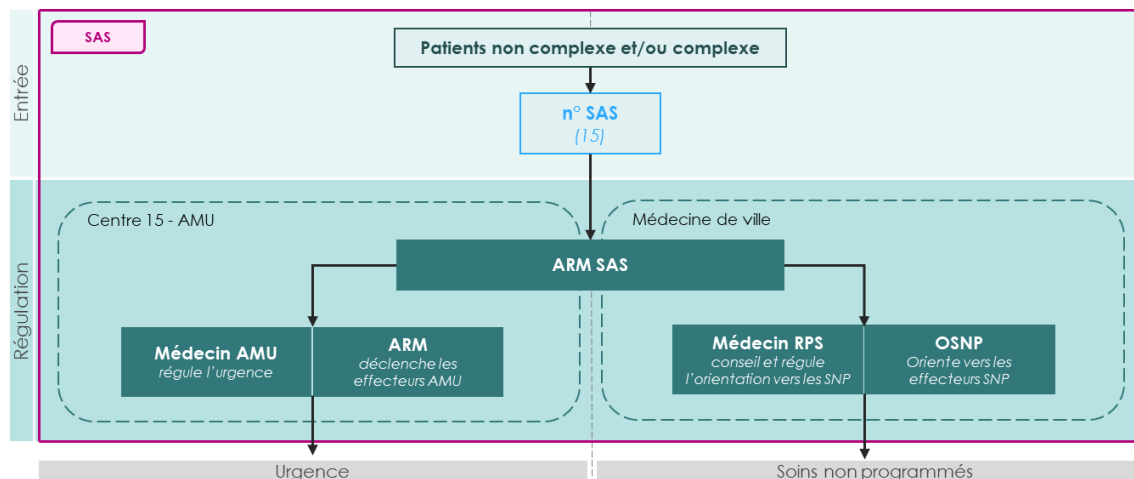 SAS
Entrée
Patients non complexe et/ou complexe
n° SAS
(15)
Régulation
Centre 15 - AMU
Médecine de ville
ARM SAS
Médecin AMU
régule l'urgence
ARM
déclenche les
effecteurs AMU
Médecin RPS
conseil et régule
l'orientation vers les SNP
OSNP
Oriente vers les
effecteurs SNP
Urgence
Soins non programmés